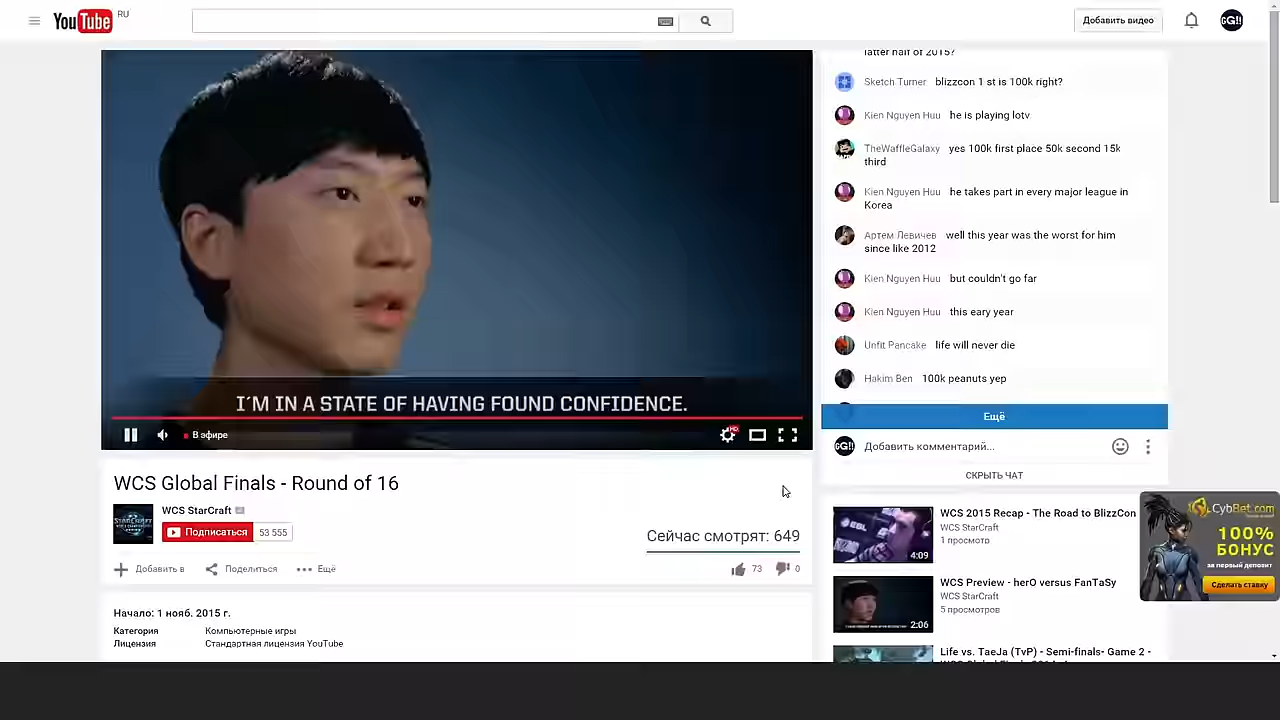 YouTube RU
Добавить видео
GG!!
latter half of 2015?
Sketch Turner blizzcon 1 st is 100k right?
Kien Nguyen Huu he is playing lotv
TheWaffleGalaxy yes 100k first place 50k second 15k
third
Kien Nguyen Huu he takes part in every major league in
Korea
Артем Левичев well this year was the worst for him
since like 2012
Kien Nguyen Huu but couldn't go far
Kien Nguyen Huu this eary year
Unfit Pancake life will never die
Hakim Ben 100k peanuts yep
Ещё
GG!! Добавить комментарий...
СКРЫТЬ ЧАТ
I´M IN A STATE OF HAVING FOUND CONFIDENCE.
В эфире
HD
WCS Global Finals - Round of 16
WCS StarCraft
STARCRAFT
Подписаться 53 555
Сейчас смотрят: 649
Добавить в Поделиться Ещё
73 0
Начало: 1 нояб. 2015 г.
Категория Компьютерные игры
Лицензия Стандартная лицензия YouTube
WCS 2015 Recap - The Road to BlizzCon
WCS StarCraft
1 просмотр
4:09
WCS Preview - herO versus FanTaSy
WCS StarCraft
5 просмотров
2:06
Life vs. TaeJa (TvP) - Semi-finals- Game 2 -
CybBet.com
100%
БОНУС
за первый депозит
Сделать ставку